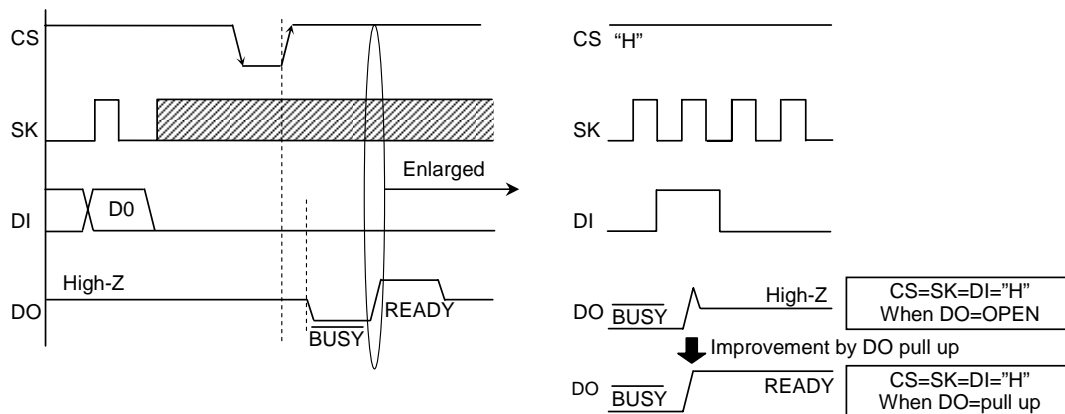 CS
SK
Enlarged
DI
D0
High-Z
DO
READY
BUSY
CS "H"
SK
DI
DO
BUSY
High-Z
CS=SK=DI="H"
When DO=OPEN
Improvement by DO pull up
DO
BUSY
READY
CS=SK=DI="H"
When DO=pull up